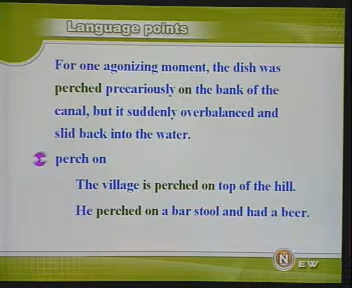 Language points
For one agonizing moment, the dish was
perched precariously on the bank of the
canal, but it suddenly overbalanced and
slid back into the water.
perch on
The village is perched on top of the hill.
He perched on a bar stool and had a beer.
NEW